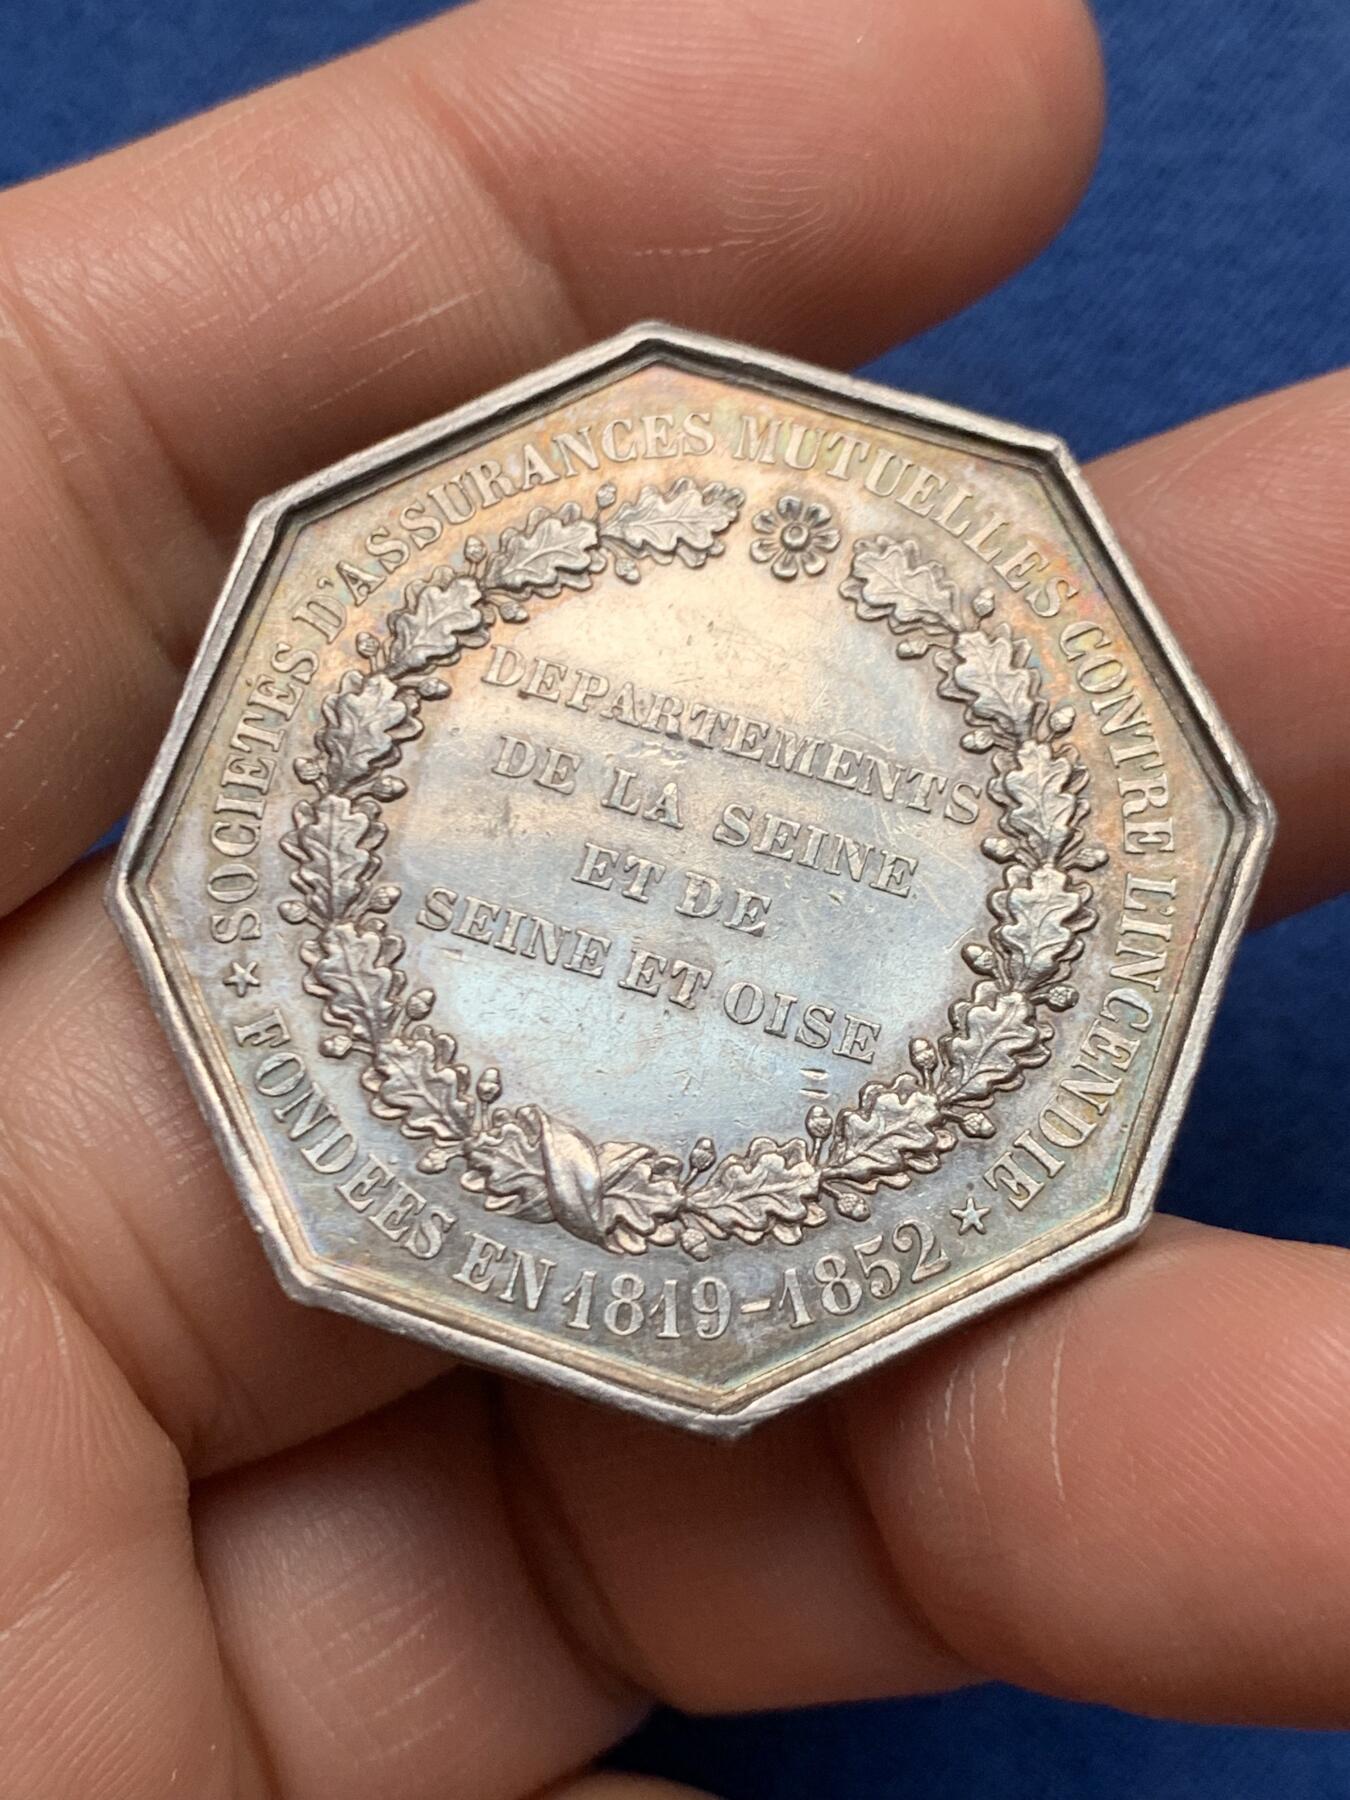 SOCIÉTÉS D'ASSURANCES MUTUELLES CONTRE L'INCENDIE
DEPARTEMENTS
DE LA SEINE
ET DE
SEINE ET OISE
★ FONDÉES EN 1819-1852 ★